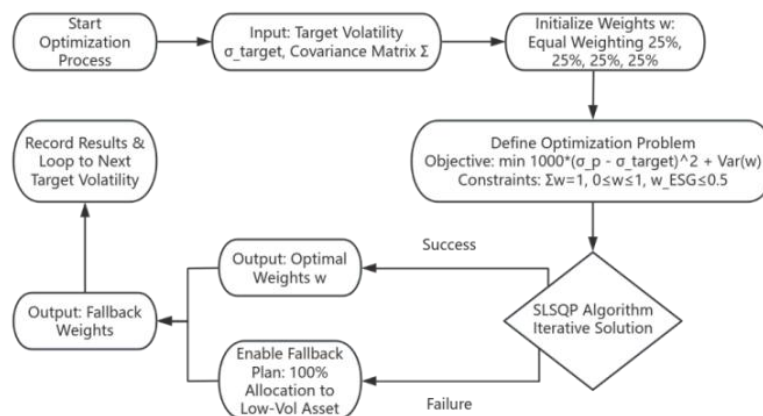 Start
Optimization
Process
Input: Target Volatility
σ_target, Covariance Matrix Σ
Initialize Weights w:
Equal Weighting 25%,
25%, 25%, 25%
Define Optimization Problem
Objective: min 1000*(σ_p - σ_target)^2 + Var(w)
Constraints: Σw=1, 0≤w≤1, w_ESG≤0.5
SLSQP Algorithm
Iterative Solution
Success
Output: Optimal
Weights w
Failure
Enable Fallback
Plan: 100%
Allocation to
Low-Vol Asset
Output: Fallback
Weights
Record Results &
Loop to Next
Target Volatility